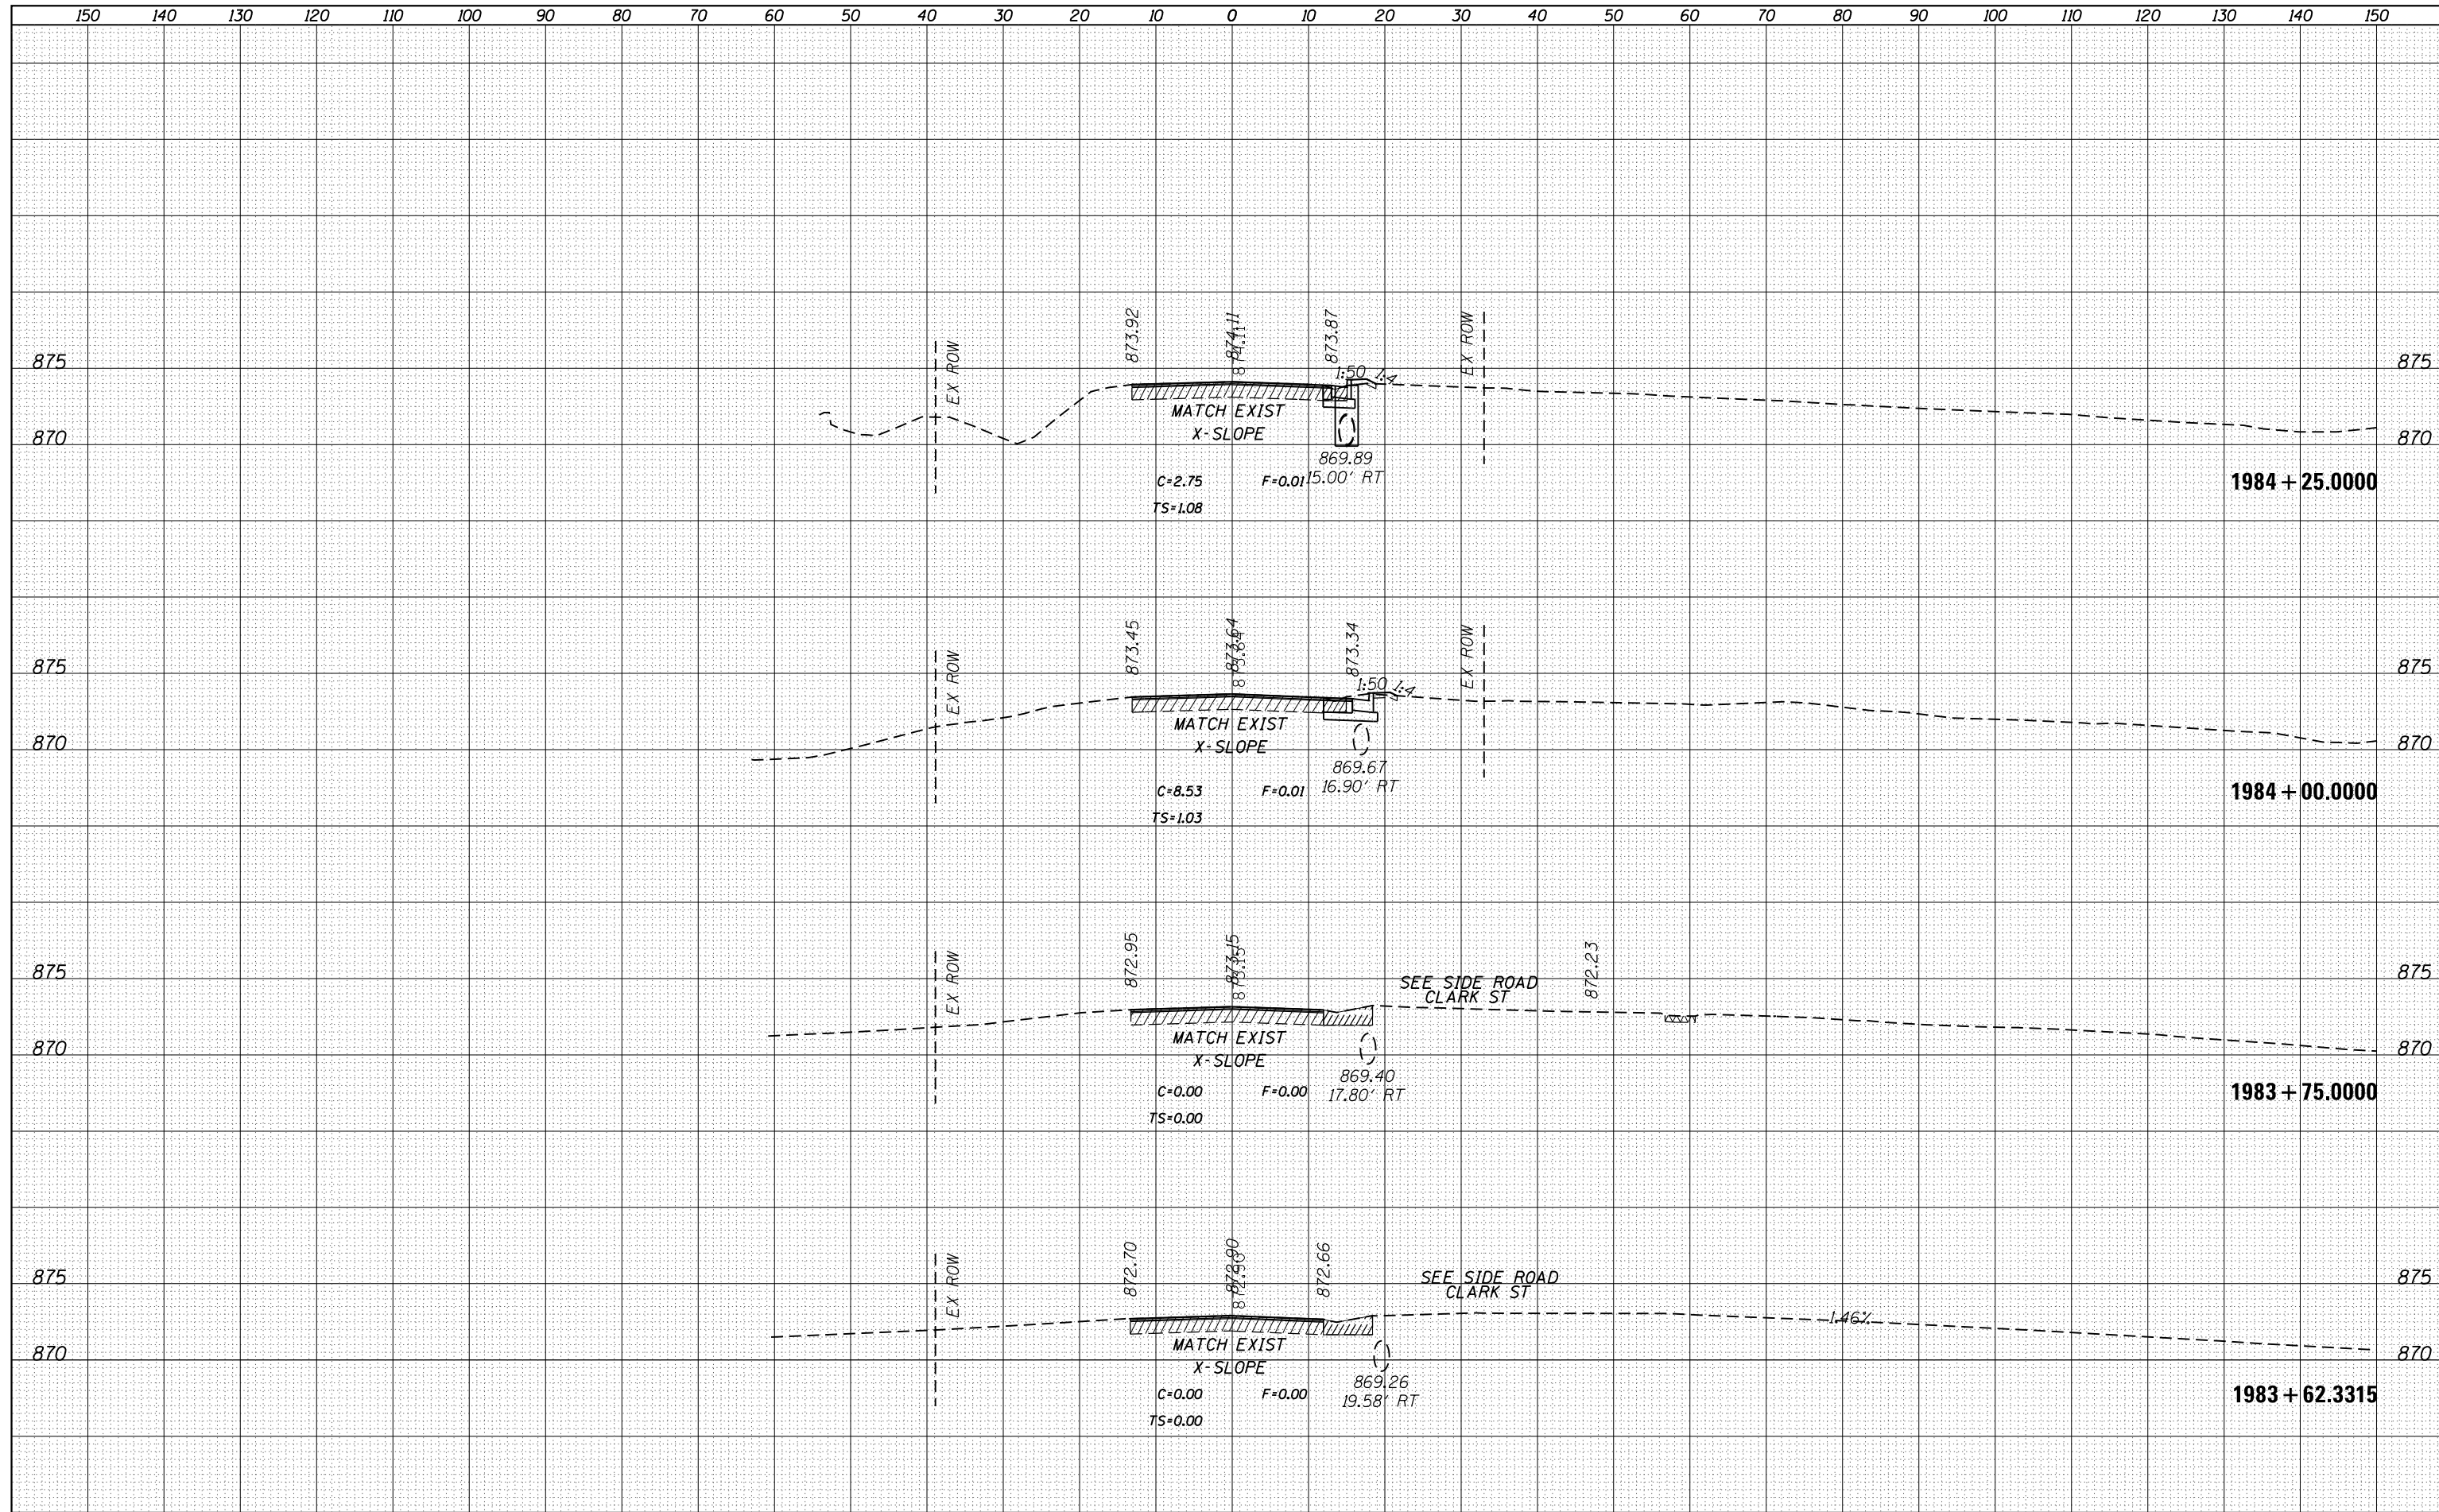 150 140 130 120 110 100 90 80 70 60 50 40 30 20 10 0 10 20 30 40 50 60 70 80 90 100 110 120 130 140 150
873.92
874.11
874.11
873.87
EX ROW
EX ROW
875
875
1:50 1:4
MATCH EXIST
X-SLOPE
870
870
869.89
15.00' RT
C=2.75
F=0.01
TS=1.08
1984+25.0000
873.45
873.64
873.64
873.34
EX ROW
EX ROW
875
875
1:50 1:4
MATCH EXIST
X-SLOPE
870
870
869.67
16.90' RT
C=8.53
F=0.01
TS=1.03
1984+00.0000
872.95
873.15
873.15
872.23
EX ROW
875
875
SEE SIDE ROAD
CLARK ST
MATCH EXIST
X-SLOPE
870
870
869.40
17.80' RT
C=0.00
F=0.00
TS=0.00
1983+75.0000
872.70
872.90
872.90
872.66
EX ROW
875
875
SEE SIDE ROAD
CLARK ST
1.46%
MATCH EXIST
X-SLOPE
870
870
869.26
19.58' RT
C=0.00
F=0.00
TS=0.00
1983+62.3315